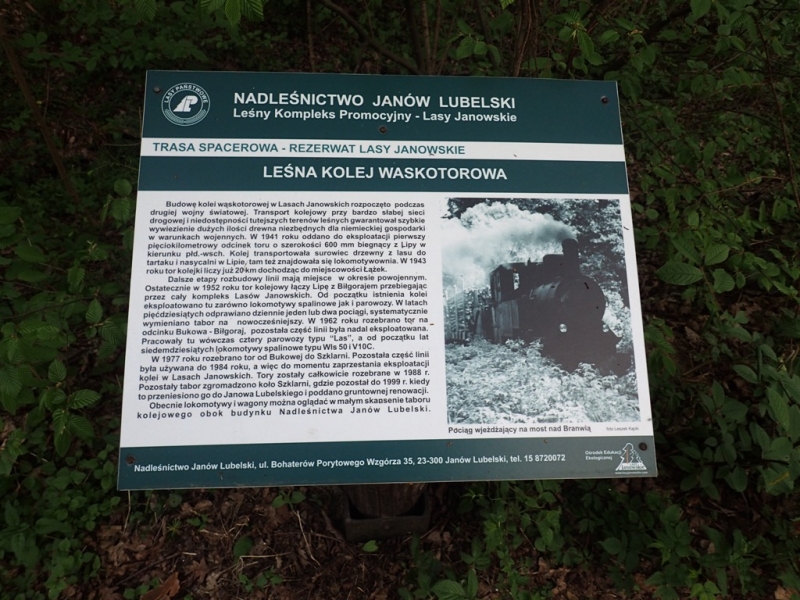 LASY PAŃSTWOWE
NADLEŚNICTWO JANÓW LUBELSKI
Leśny Kompleks Promocyjny - Lasy Janowskie
TRASA SPACEROWA - REZERWAT LASY JANOWSKIE
LEŚNA KOLEJ WASKOTOROWA
Budowę kolei wąskotorowej w Lasach Janowskich rozpoczęto podczas
drugiej wojny światowej. Transport kolejowy przy bardzo słabej sieci
drogowej i niedostępności tutejszych terenów leśnych gwarantował szybkie
wywiezienie dużych ilości drewna niezbędnych dla niemieckiej gospodarki
w warunkach wojennych. W 1941 roku oddano do eksploatacji pierwszy
pięciokilometrowy odcinek toru o szerokości 600 mm biegnący z Lipy w
kierunku płd.-wsch. Kolej transportowała surowiec drzewny z lasu do
tartaku i nasycalni w Lipie, tam też znajdowała się lokomotywownia. W 1943
roku tor kolejki liczy już 20 km dochodząc do miejscowości Łążek.
Dalsze etapy rozbudowy linii mają miejsce w okresie powojennym.
Ostatecznie w 1952 roku tor kolejowy łączy Lipę z Biłgorajem przebiegając
przez cały kompleks Lasów Janowskich. Od początku istnienia kolei
eksploatowano tu zarówno lokomotywy spalinowe jak i parowozy. W latach
pięćdziesiątych odprawiano dziennie jeden lub dwa pociągi, systematycznie
wymieniano tabor na nowocześniejszy. W 1962 roku rozebrano tor na
odcinku Bukowa - Biłgoraj, pozostała część linii była nadal eksploatowana.
Pracowały tu wówczas cztery parowozy typu "Las", a od początku lat
siedemdziesiątych lokomotywy spalinowe typu Wls 50 i V10C.
W 1977 roku rozebrano tor od Bukowej do Szklarni. Pozostała część linii
była używana do 1984 roku, a więc do momentu zaprzestania eksploatacji
kolei w Lasach Janowskich. Tory zostały całkowicie rozebrane w 1988 r.
Pozostały tabor zgromadzono koło Szklarni, gdzie pozostał do 1999 r. kiedy
to przeniesiono go do Janowa Lubelskiego i poddano gruntownej renowacji.
Obecnie lokomotywy i wagony można oglądać w małym skansenie taboru
kolejowego obok budynku Nadleśnictwa Janów Lubelski.
Pociąg wjeżdżający na most nad Branwią
Nadleśnictwo Janów Lubelski, ul. Bohaterów Porytowego Wzgórza 35, 23-300 Janów Lubelski, tel. 15 8720072
Ośrodek Edukacji
Ekologicznej